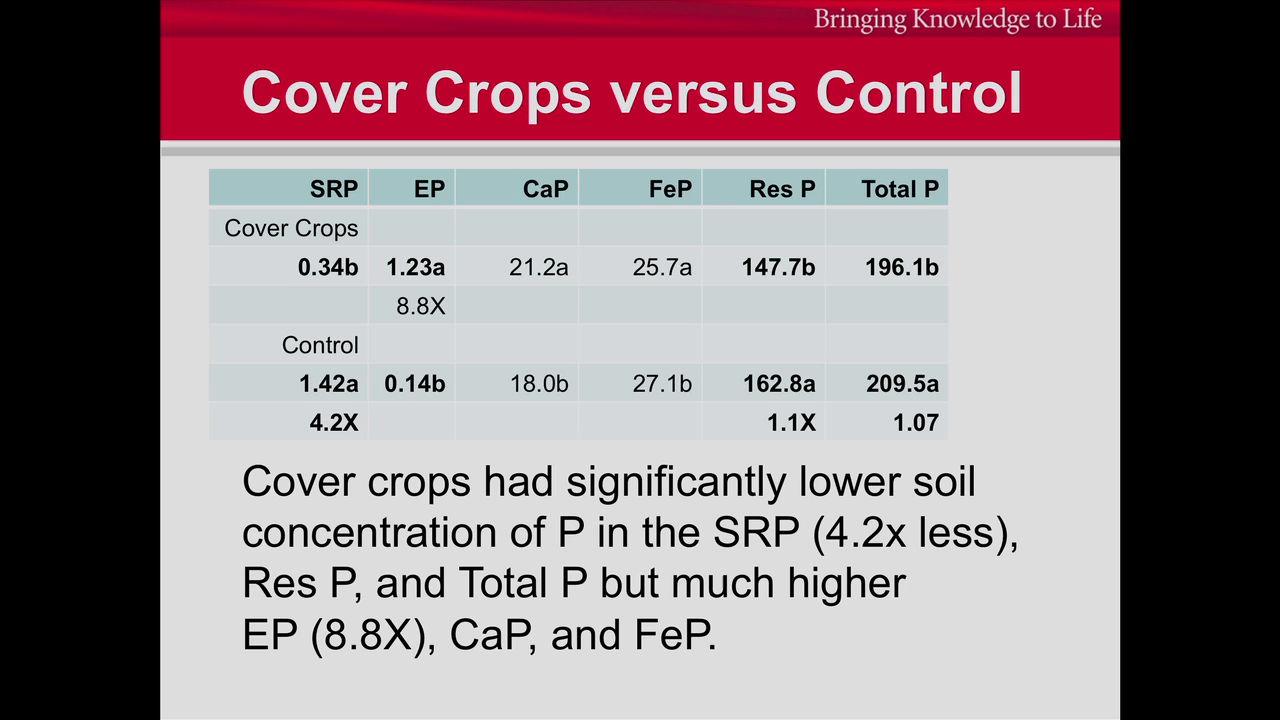 Bringing Knowledge to Life
Cover Crops versus Control
SRP EP CaP FeP Res P Total P
Cover Crops
0.34b 1.23a 21.2a 25.7a 147.7b 196.1b
8.8X
Control
1.42a 0.14b 18.0b 27.1b 162.8a 209.5a
4.2X 1.1X 1.07
Cover crops had significantly lower soil
concentration of P in the SRP (4.2x less),
Res P, and Total P but much higher
EP (8.8X), CaP, and FeP.